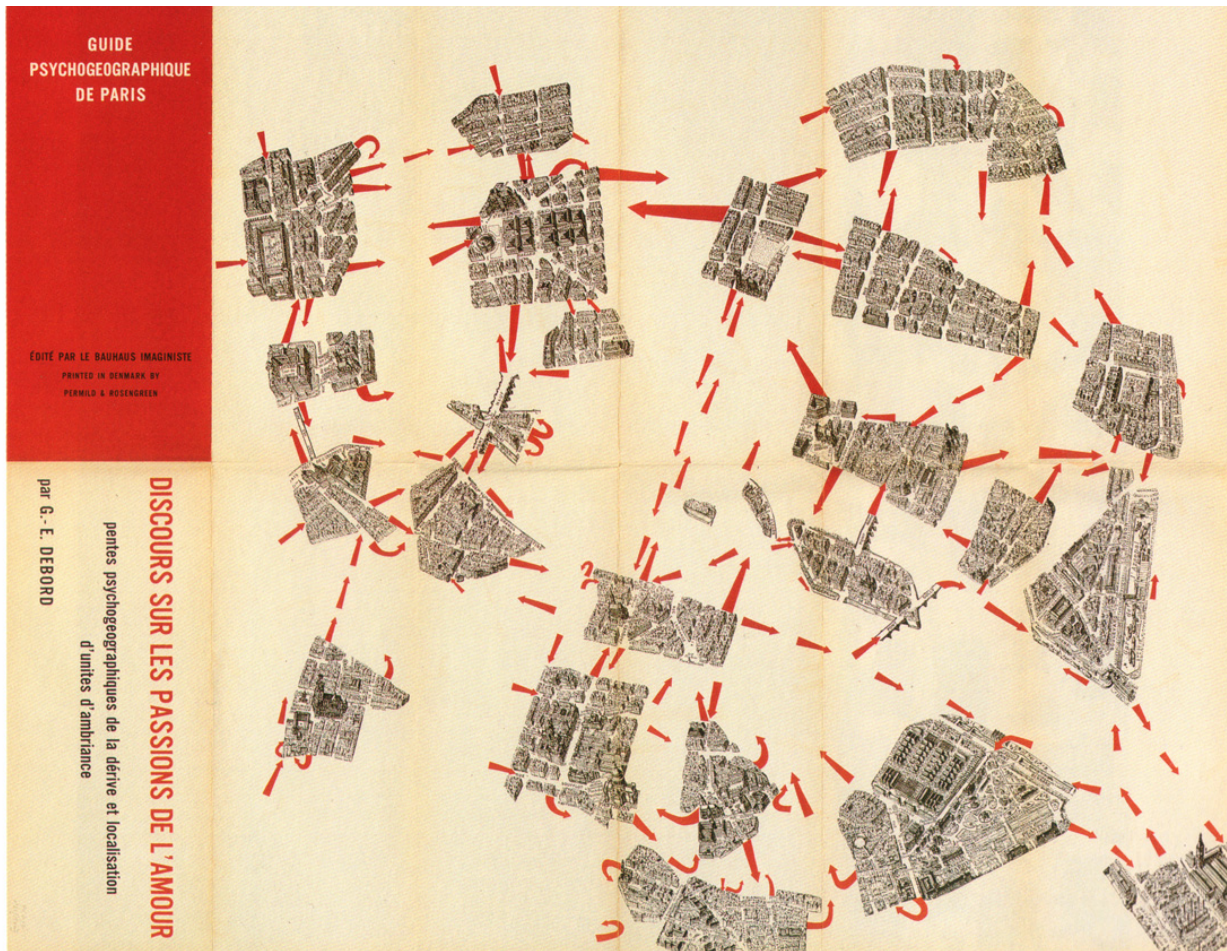 GUIDE
PSYCHOGEOGRAPHIQUE
DE PARIS
ÉDITÉ PAR LE BAUHAUS IMAGINISTE
PRINTED IN DENMARK BY
PERMILD & ROSENGREEN
DISCOURS SUR LES PASSIONS DE L'AMOUR
pentes psychogeographiques de la dérive et localisation
d'unites d'ambriance
par G.-E. DEBORD